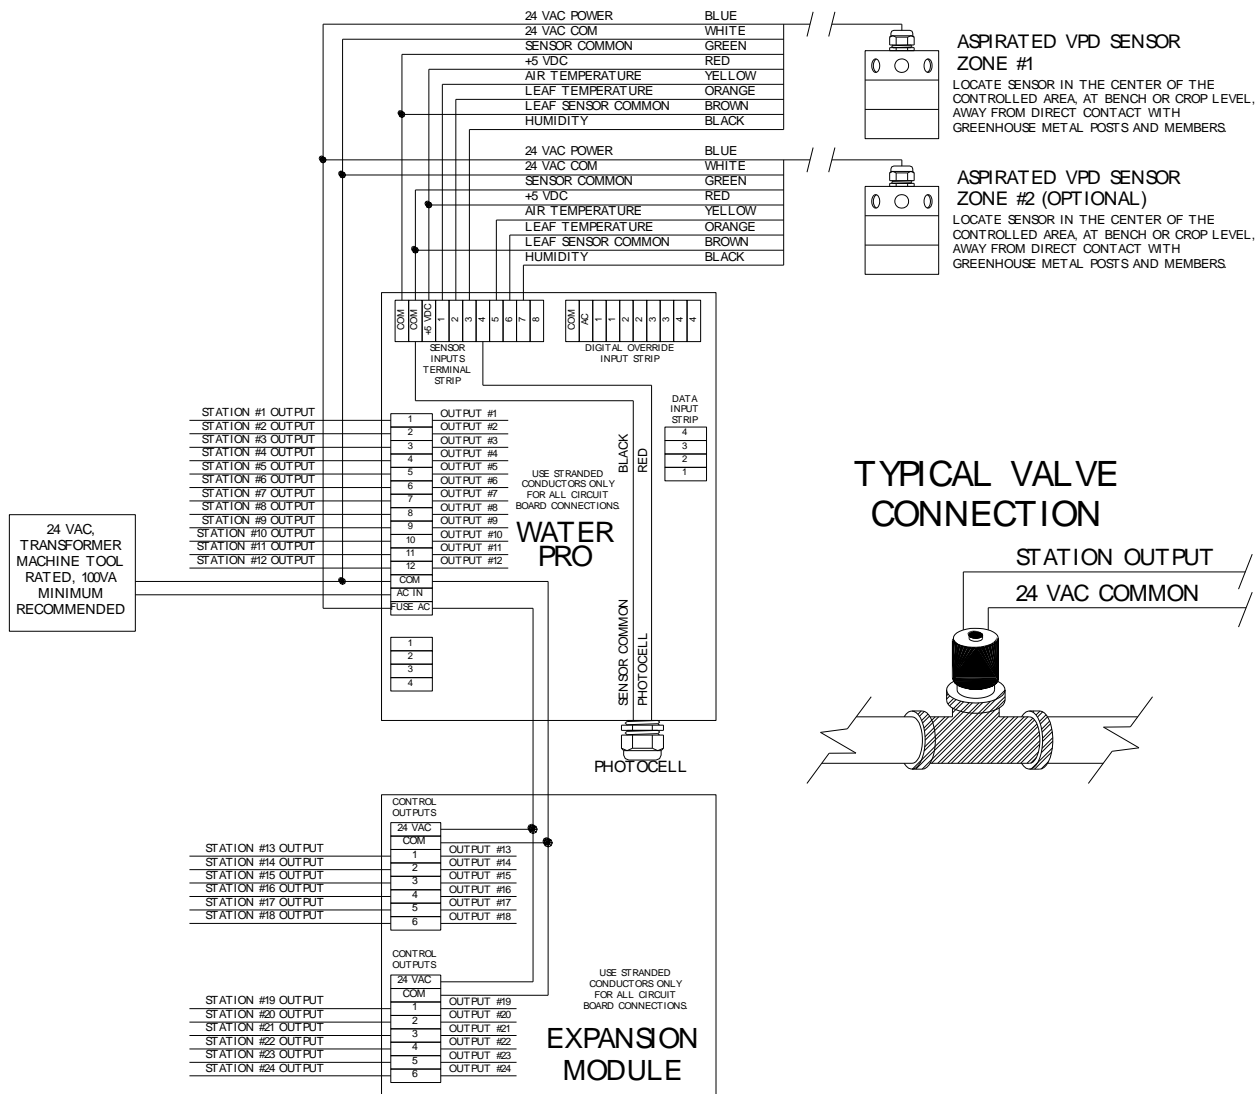 24 VAC POWER BLUE
24 VAC COM WHITE
SENSOR COMMON GREEN
+5 VDC RED
AIR TEMPERATURE YELLOW
LEAF TEMPERATURE ORANGE
LEAF SENSOR COMMON BROWN
HUMIDITY BLACK
ASPIRATED VPD SENSOR
ZONE #1
LOCATE SENSOR IN THE CENTER OF THE
CONTROLLED AREA, AT BENCH OR CROP LEVEL,
AWAY FROM DIRECT CONTACT WITH
GREENHOUSE METAL POSTS AND MEMBERS.
24 VAC POWER BLUE
24 VAC COM WHITE
SENSOR COMMON GREEN
+5 VDC RED
AIR TEMPERATURE YELLOW
LEAF TEMPERATURE ORANGE
LEAF SENSOR COMMON BROWN
HUMIDITY BLACK
ASPIRATED VPD SENSOR
ZONE #2 (OPTIONAL)
LOCATE SENSOR IN THE CENTER OF THE
CONTROLLED AREA, AT BENCH OR CROP LEVEL,
AWAY FROM DIRECT CONTACT WITH
GREENHOUSE METAL POSTS AND MEMBERS.
COM COM +5 VDC 1 2 3 4 5 6 7 8
SENSOR
INPUTS
TERMINAL
STRIP
COM AC 1 1 2 2 3 3 4 4
DIGITAL OVERRIDE
INPUT STRIP
DATA
INPUT
STRIP
4
3
2
1
STATION #1 OUTPUT 1 OUTPUT #1
STATION #2 OUTPUT 2 OUTPUT #2
STATION #3 OUTPUT 3 OUTPUT #3
STATION #4 OUTPUT 4 OUTPUT #4
STATION #5 OUTPUT 5 OUTPUT #5
STATION #6 OUTPUT 6 OUTPUT #6
STATION #7 OUTPUT 7 OUTPUT #7
STATION #8 OUTPUT 8 OUTPUT #8
STATION #9 OUTPUT 9 OUTPUT #9
STATION #10 OUTPUT 10 OUTPUT #10
STATION #11 OUTPUT 11 OUTPUT #11
STATION #12 OUTPUT 12 OUTPUT #12
COM
AC IN
FUSE AC
1
2
3
4
24 VAC,
TRANSFORMER
MACHINE TOOL
RATED, 100VA
MINIMUM
RECOMMENDED
USE STRANDED
CONDUCTORS ONLY
FOR ALL CIRCUIT
BOARD CONNECTIONS.
WATER
PRO
BLACK
RED
SENSOR COMMON
PHOTOCELL
PHOTOCELL
TYPICAL VALVE
CONNECTION
STATION OUTPUT
24 VAC COMMON
CONTROL
OUTPUTS
24 VAC
COM
STATION #13 OUTPUT 1 OUTPUT #13
STATION #14 OUTPUT 2 OUTPUT #14
STATION #15 OUTPUT 3 OUTPUT #15
STATION #16 OUTPUT 4 OUTPUT #16
STATION #17 OUTPUT 5 OUTPUT #17
STATION #18 OUTPUT 6 OUTPUT #18
CONTROL
OUTPUTS
24 VAC
COM
STATION #19 OUTPUT 1 OUTPUT #19
STATION #20 OUTPUT 2 OUTPUT #20
STATION #21 OUTPUT 3 OUTPUT #21
STATION #22 OUTPUT 4 OUTPUT #22
STATION #23 OUTPUT 5 OUTPUT #23
STATION #24 OUTPUT 6 OUTPUT #24
USE STRANDED
CONDUCTORS ONLY
FOR ALL CIRCUIT
BOARD CONNECTIONS.
EXPANSION
MODULE